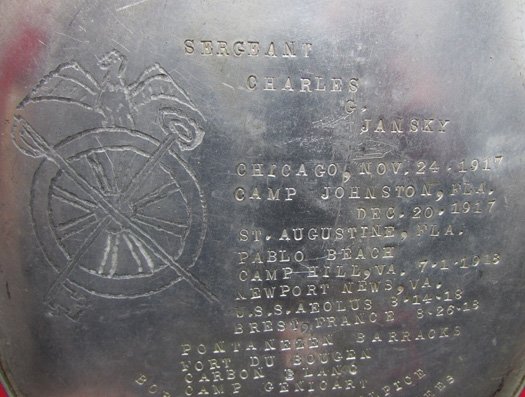 SERGEANT
CHARLES
G.
JANSKY
CHICAGO, NOV. 24. 1917
CAMP JOHNSTON, FLA.
DEC. 20. 1917
ST. AUGUSTINE, FLA.
PABLO BEACH
CAMP HILL, VA. 7-1-1918
NEWPORT NEWS, VA.
U.S.S. AEOLUS 8-14-18
BREST, FRANCE 8-26-18
PONTANEZEN BARRACKS
FORT DU BOUGEN
CARBON BLANC
CAMP GENICART